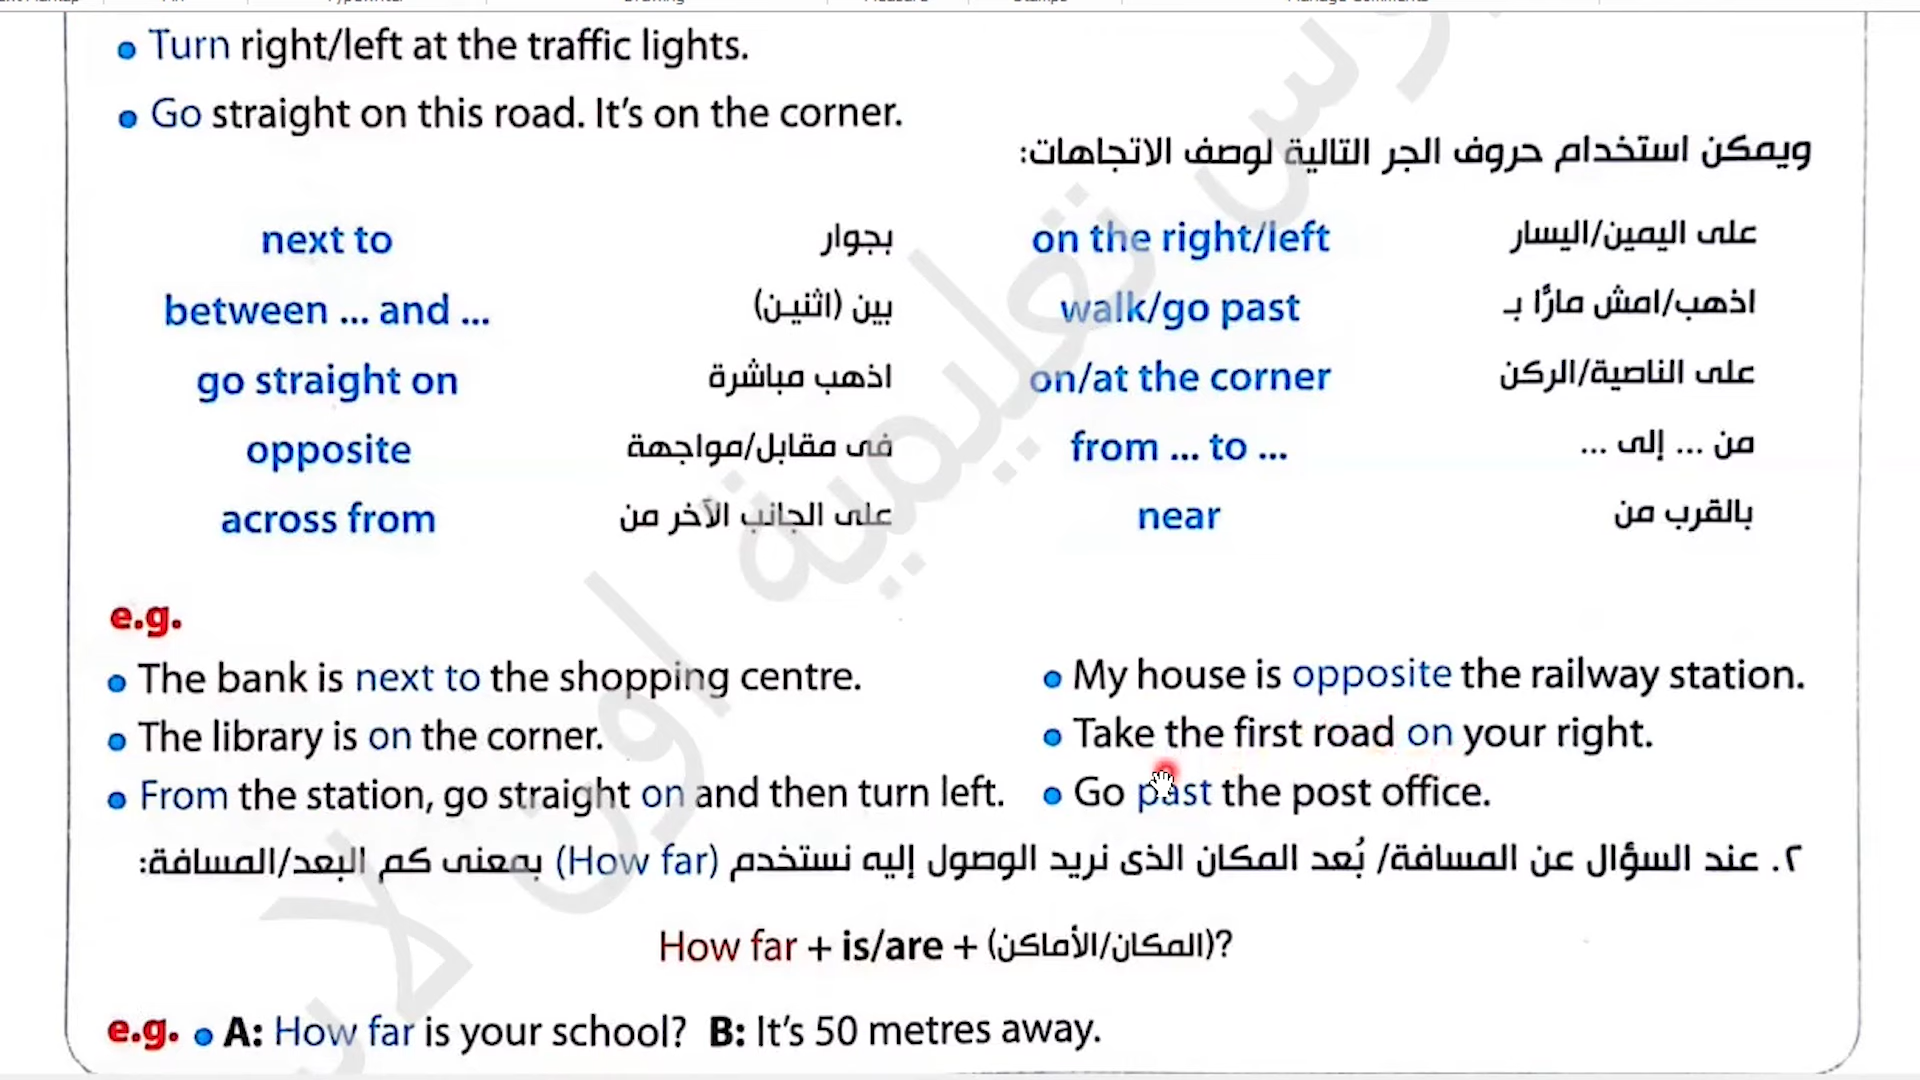 Turn right/left at the traffic lights.
Go straight on this road. It's on the corner.
ويمكن استخدام حروف الجر التالية لوصف الاتجاهات:
next to بجوار on the right/left على اليمين/اليسار
between ... and ... بين (اثنين) walk/go past اذهب/امش مارًّا بـ
go straight on اذهب مباشرة on/at the corner على الناصية/الركن
opposite فى مقابل/مواجهة from ... to ... من ... إلى ...
across from على الجانب الآخر من near بالقرب من
e.g.
The bank is next to the shopping centre. My house is opposite the railway station.
The library is on the corner. Take the first road on your right.
From the station, go straight on and then turn left. Go past the post office.
٢. عند السؤال عن المسافة/ بُعد المكان الذى نريد الوصول إليه نستخدم (How far) بمعنى كم البعد/المسافة:
How far + is/are + (المكان/الأماكن)?
e.g. A: How far is your school? B: It's 50 metres away.